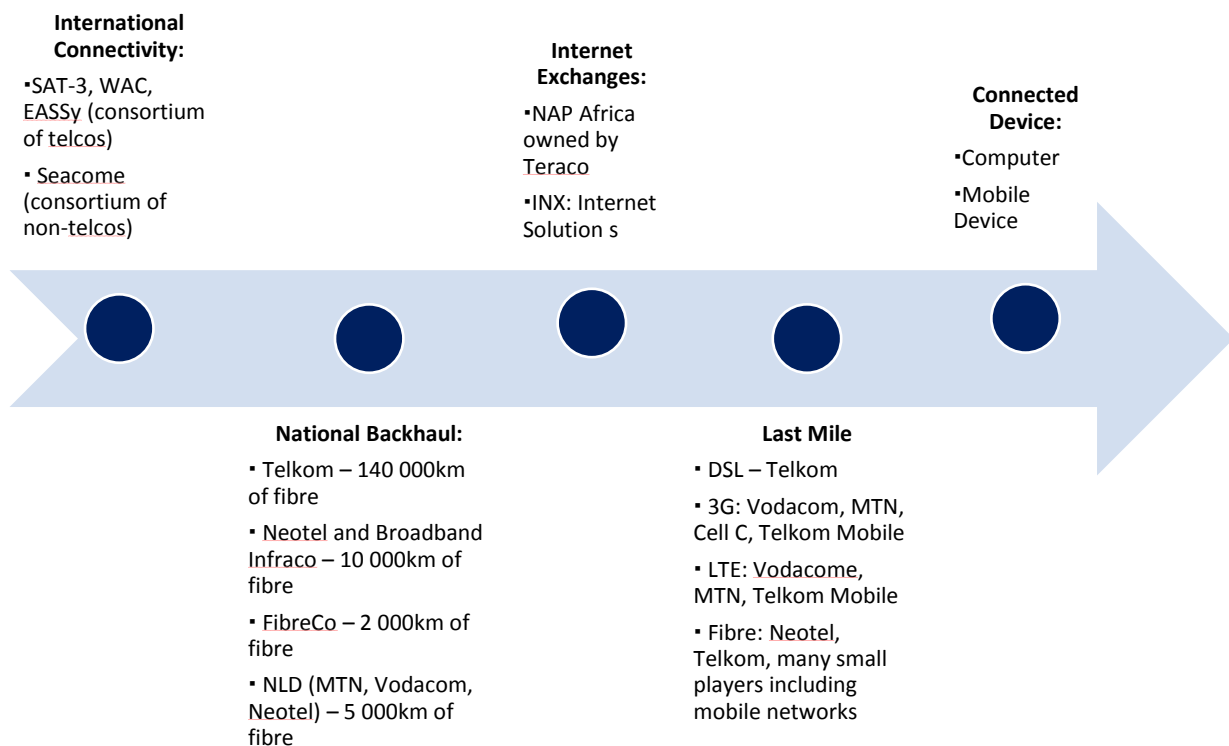 International
Connectivity:
▪SAT-3, WAC,
EASSy (consortium
of telcos)
▪ Seacome
(consortium of
non-telcos)
National Backhaul:
▪ Telkom – 140 000km
of fibre
▪ Neotel and Broadband
Infraco – 10 000km of
fibre
▪ FibreCo – 2 000km of
fibre
▪ NLD (MTN, Vodacom,
Neotel) – 5 000km of
fibre
Internet
Exchanges:
▪NAP Africa
owned by
Teraco
▪INX: Internet
Solution s
Last Mile
▪ DSL – Telkom
▪ 3G: Vodacom, MTN,
Cell C, Telkom Mobile
▪ LTE: Vodacome,
MTN, Telkom Mobile
▪ Fibre: Neotel,
Telkom, many small
players including
mobile networks
Connected
Device:
▪Computer
▪Mobile
Device